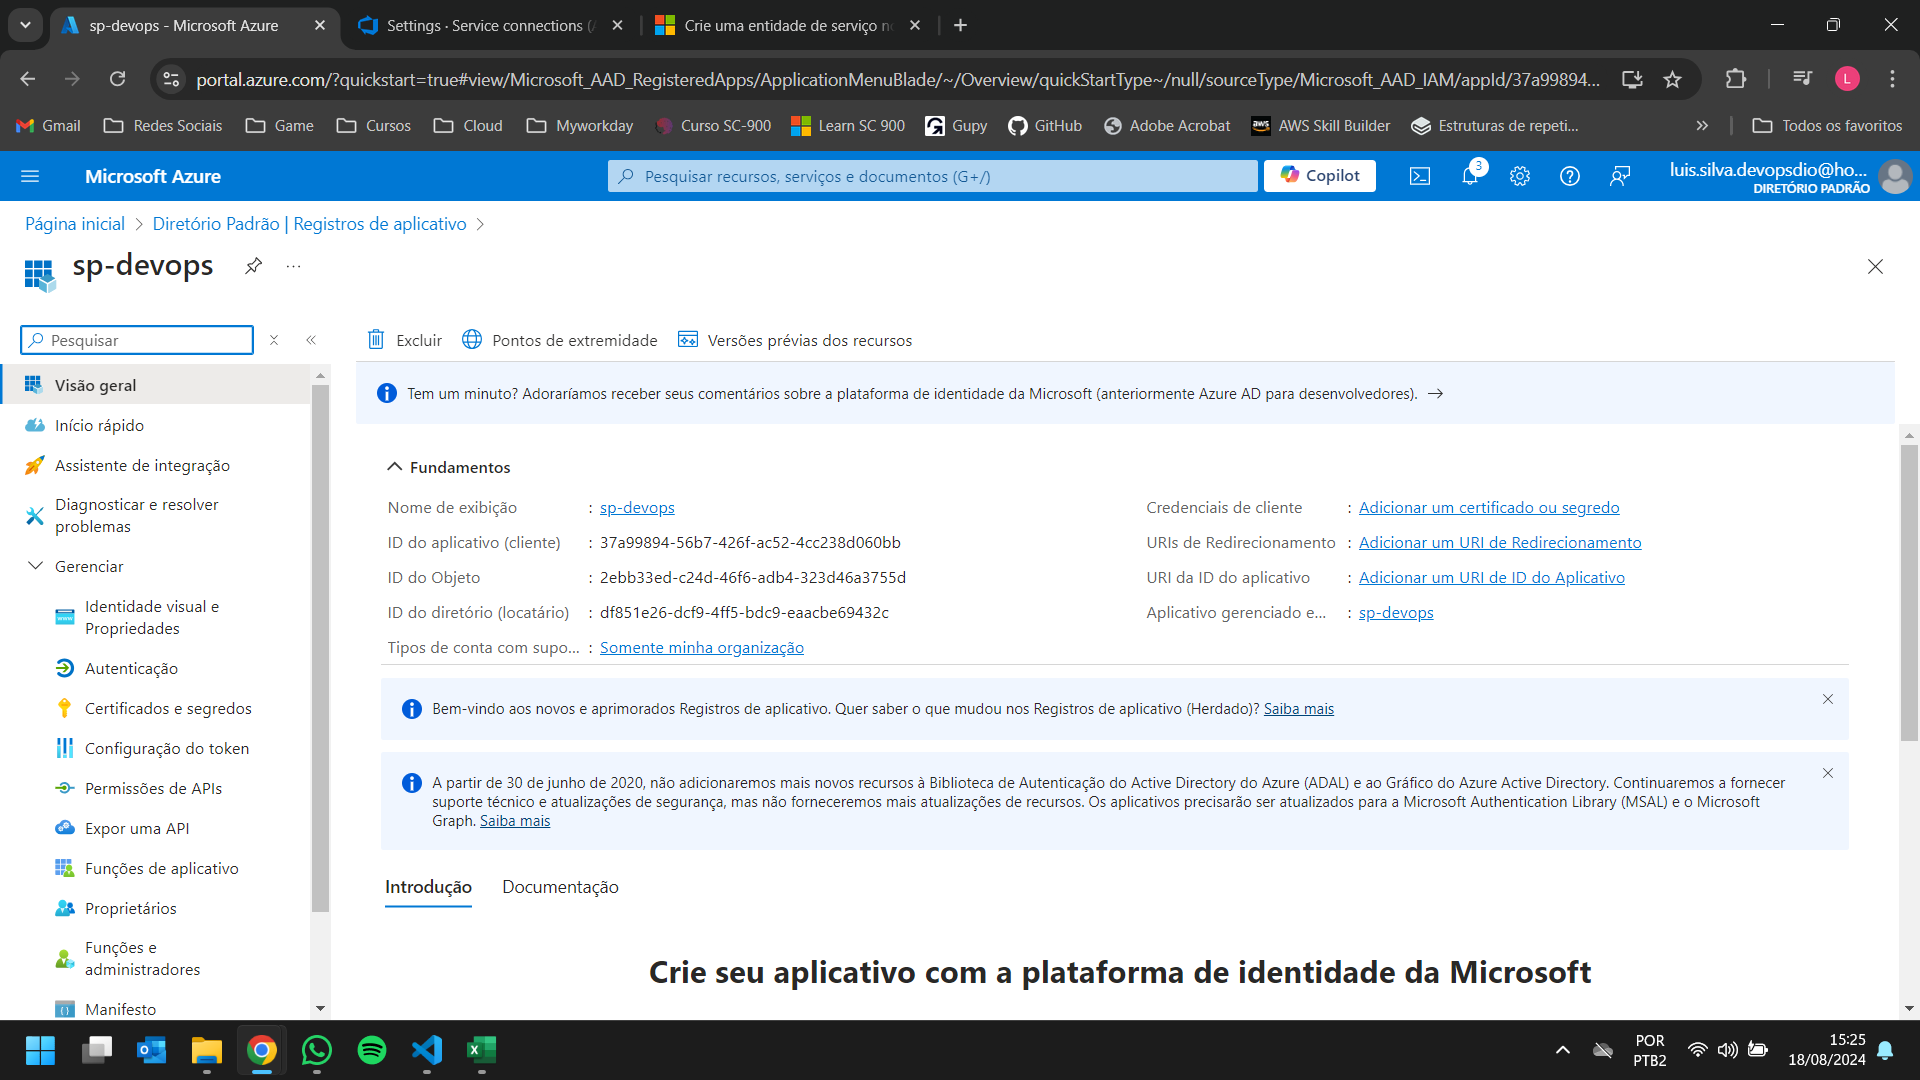 sp-devops - Microsoft Azure
Settings · Service connections (
Crie uma entidade de serviço n
portal.azure.com/?quickstart=true#view/Microsoft_AAD_RegisteredApps/ApplicationMenuBlade/~/Overview/quickStartType~/null/sourceType/Microsoft_AAD_IAM/appId/37a99894...
L
Gmail
Redes Sociais
Game
Cursos
Cloud
Myworkday
Curso SC-900
Learn SC 900
Gupy
GitHub
Adobe Acrobat
aws
AWS Skill Builder
Estruturas de repeti...
Todos os favoritos
Microsoft Azure
Pesquisar recursos, serviços e documentos (G+/)
Copilot
3
luis.silva.devopsdio@ho...
DIRETÓRIO PADRÃO
Página inicial > Diretório Padrão | Registros de aplicativo >
sp-devops
Pesquisar
Visão geral
Início rápido
Assistente de integração
Diagnosticar e resolver
problemas
Gerenciar
Identidade visual e
Propriedades
Autenticação
Certificados e segredos
Configuração do token
Permissões de APIs
Expor uma API
Funções de aplicativo
Proprietários
Funções e
administradores
Manifesto
Excluir
Pontos de extremidade
Versões prévias dos recursos
Tem um minuto? Adoraríamos receber seus comentários sobre a plataforma de identidade da Microsoft (anteriormente Azure AD para desenvolvedores). →
Fundamentos
Nome de exibição : sp-devops
ID do aplicativo (cliente) : 37a99894-56b7-426f-ac52-4cc238d060bb
ID do Objeto : 2ebb33ed-c24d-46f6-adb4-323d46a3755d
ID do diretório (locatário) : df851e26-dcf9-4ff5-bdc9-eaacbe69432c
Tipos de conta com supo... : Somente minha organização
Credenciais de cliente : Adicionar um certificado ou segredo
URIs de Redirecionamento : Adicionar um URI de Redirecionamento
URI da ID do aplicativo : Adicionar um URI de ID do Aplicativo
Aplicativo gerenciado e... : sp-devops
Bem-vindo aos novos e aprimorados Registros de aplicativo. Quer saber o que mudou nos Registros de aplicativo (Herdado)? Saiba mais
A partir de 30 de junho de 2020, não adicionaremos mais novos recursos à Biblioteca de Autenticação do Active Directory do Azure (ADAL) e ao Gráfico do Azure Active Directory. Continuaremos a fornecer
suporte técnico e atualizações de segurança, mas não forneceremos mais atualizações de recursos. Os aplicativos precisarão ser atualizados para a Microsoft Authentication Library (MSAL) e o Microsoft
Graph. Saiba mais
Introdução
Documentação
Crie seu aplicativo com a plataforma de identidade da Microsoft
POR
PTB2
15:25
18/08/2024